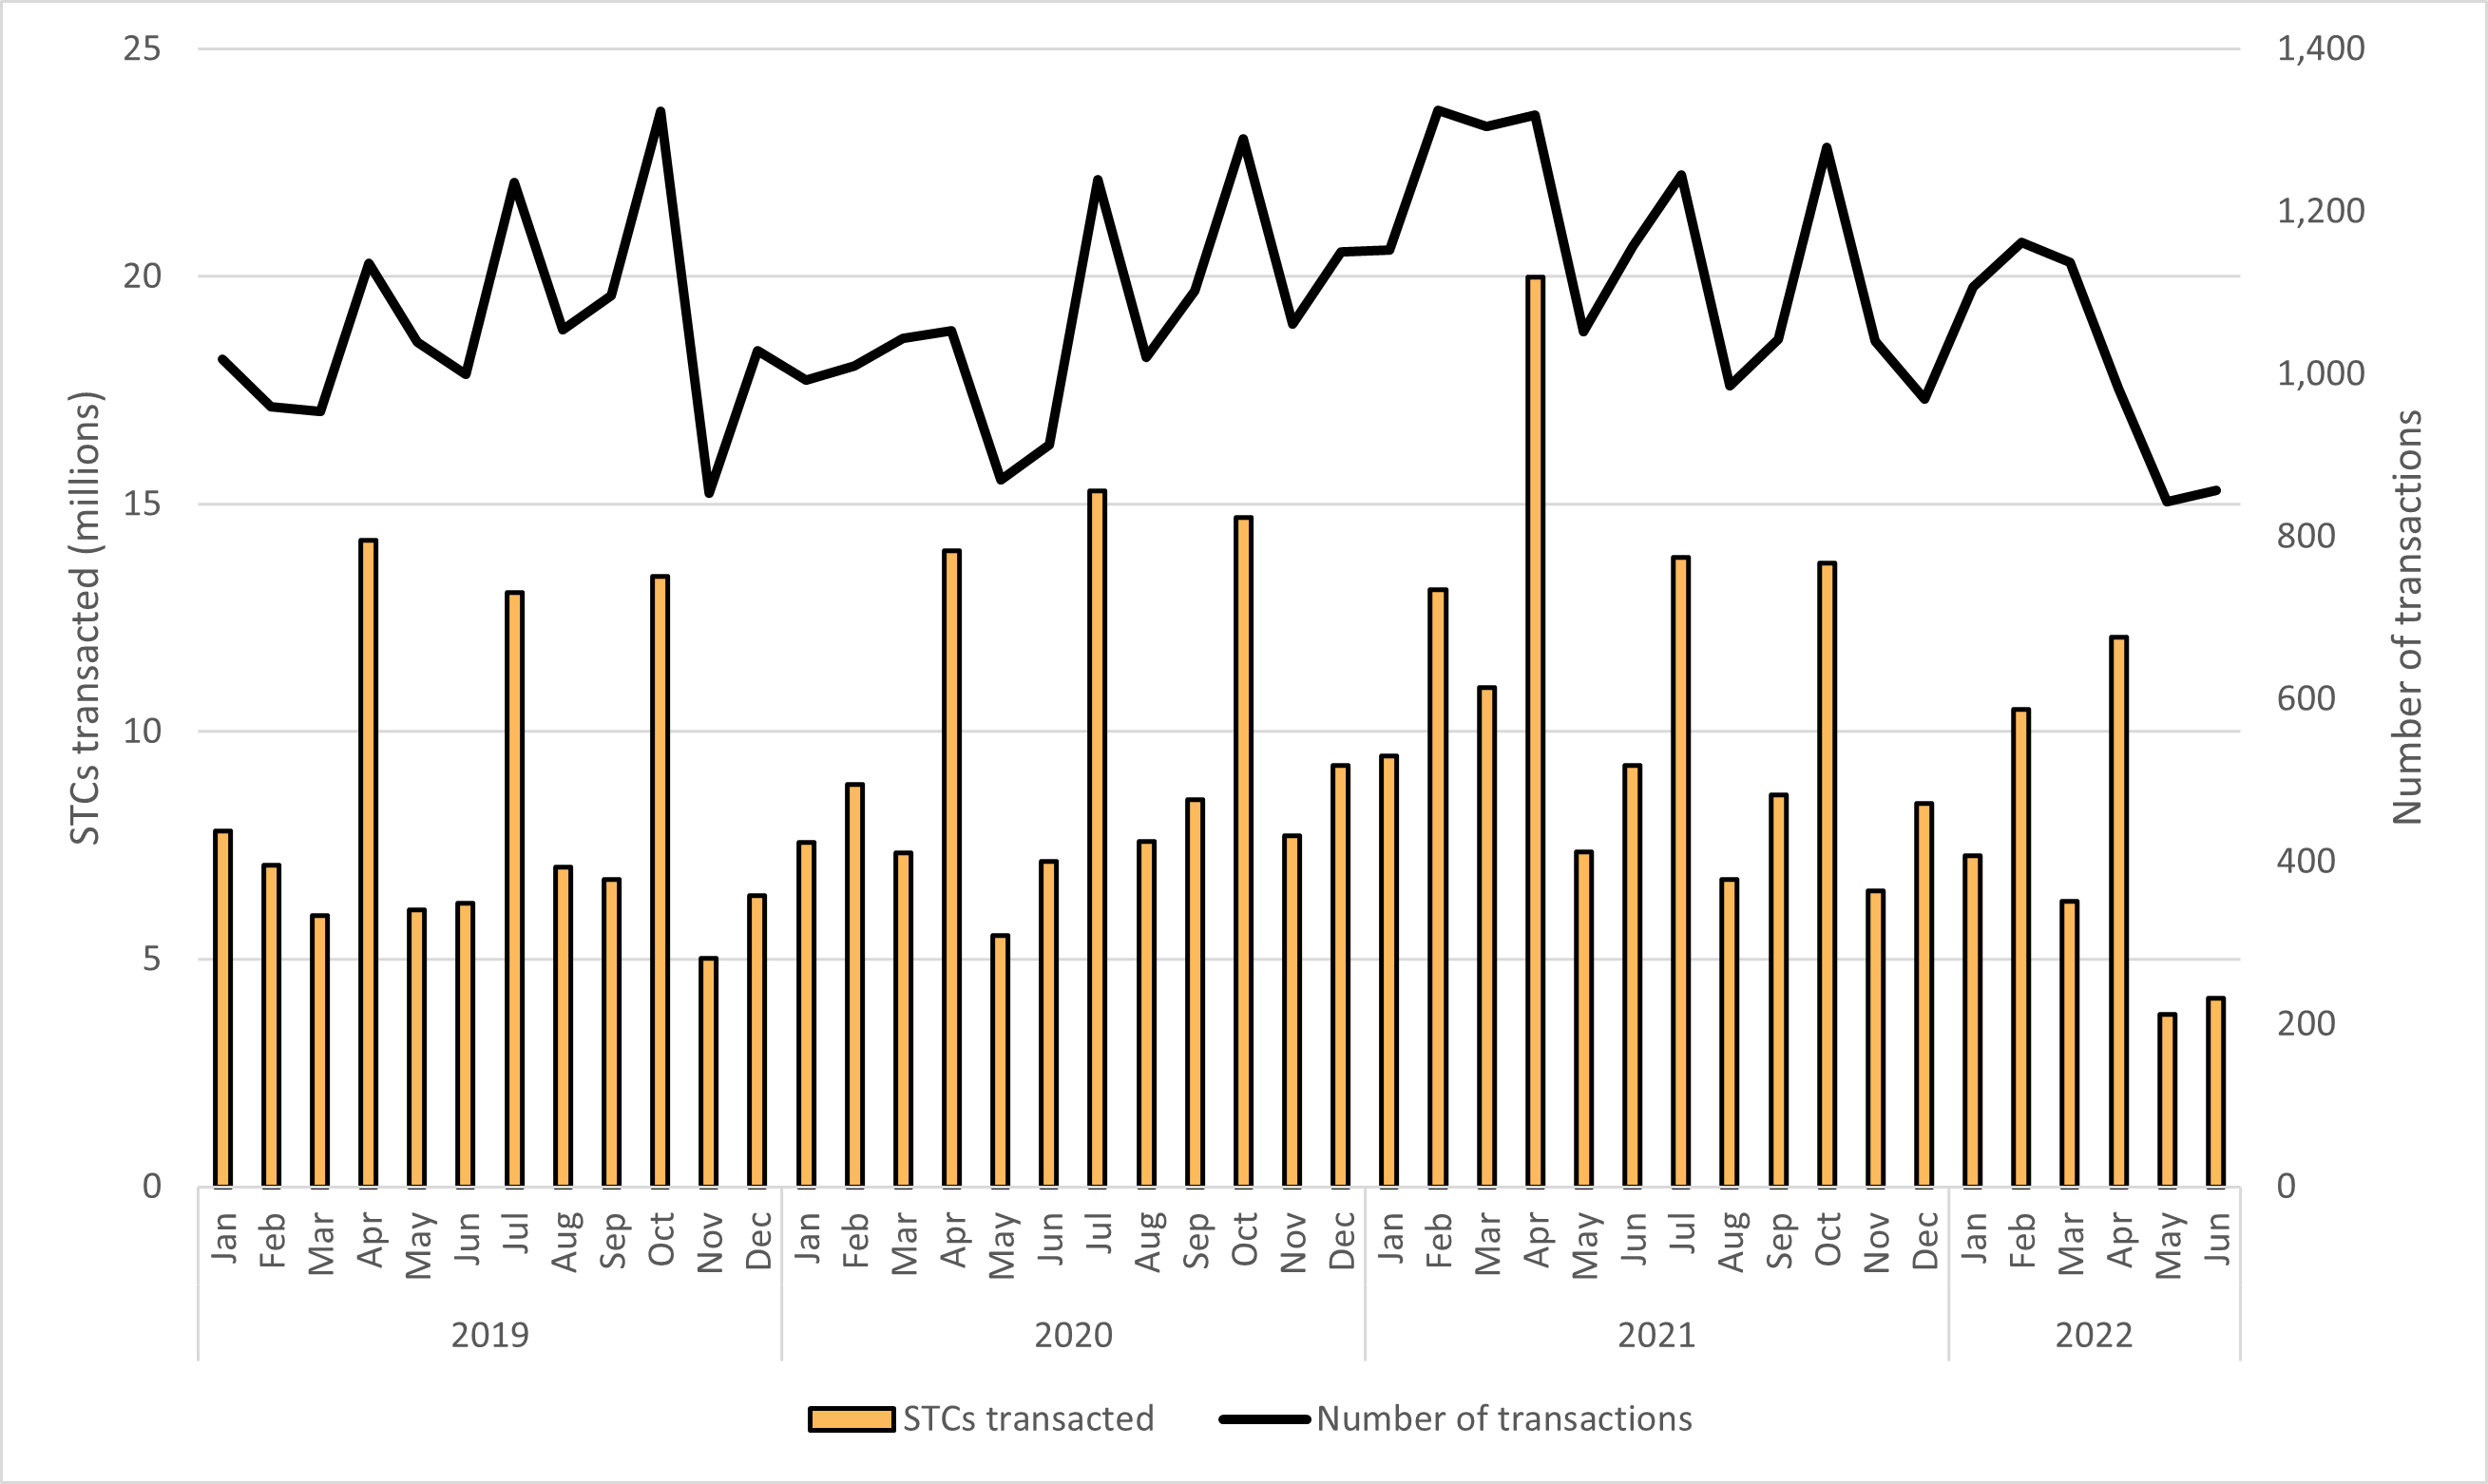 25
20
15
10
5
0
STCs transacted (millions)
1,400
1,200
1,000
800
600
400
200
0
Number of transactions
Jan Feb Mar Apr May Jun Jul Aug Sep Oct Nov Dec Jan Feb Mar Apr May Jun Jul Aug Sep Oct Nov Dec Jan Feb Mar Apr May Jun Jul Aug Sep Oct Nov Dec Jan Feb Mar Apr May Jun
2019 2020 2021 2022
STCs transacted Number of transactions